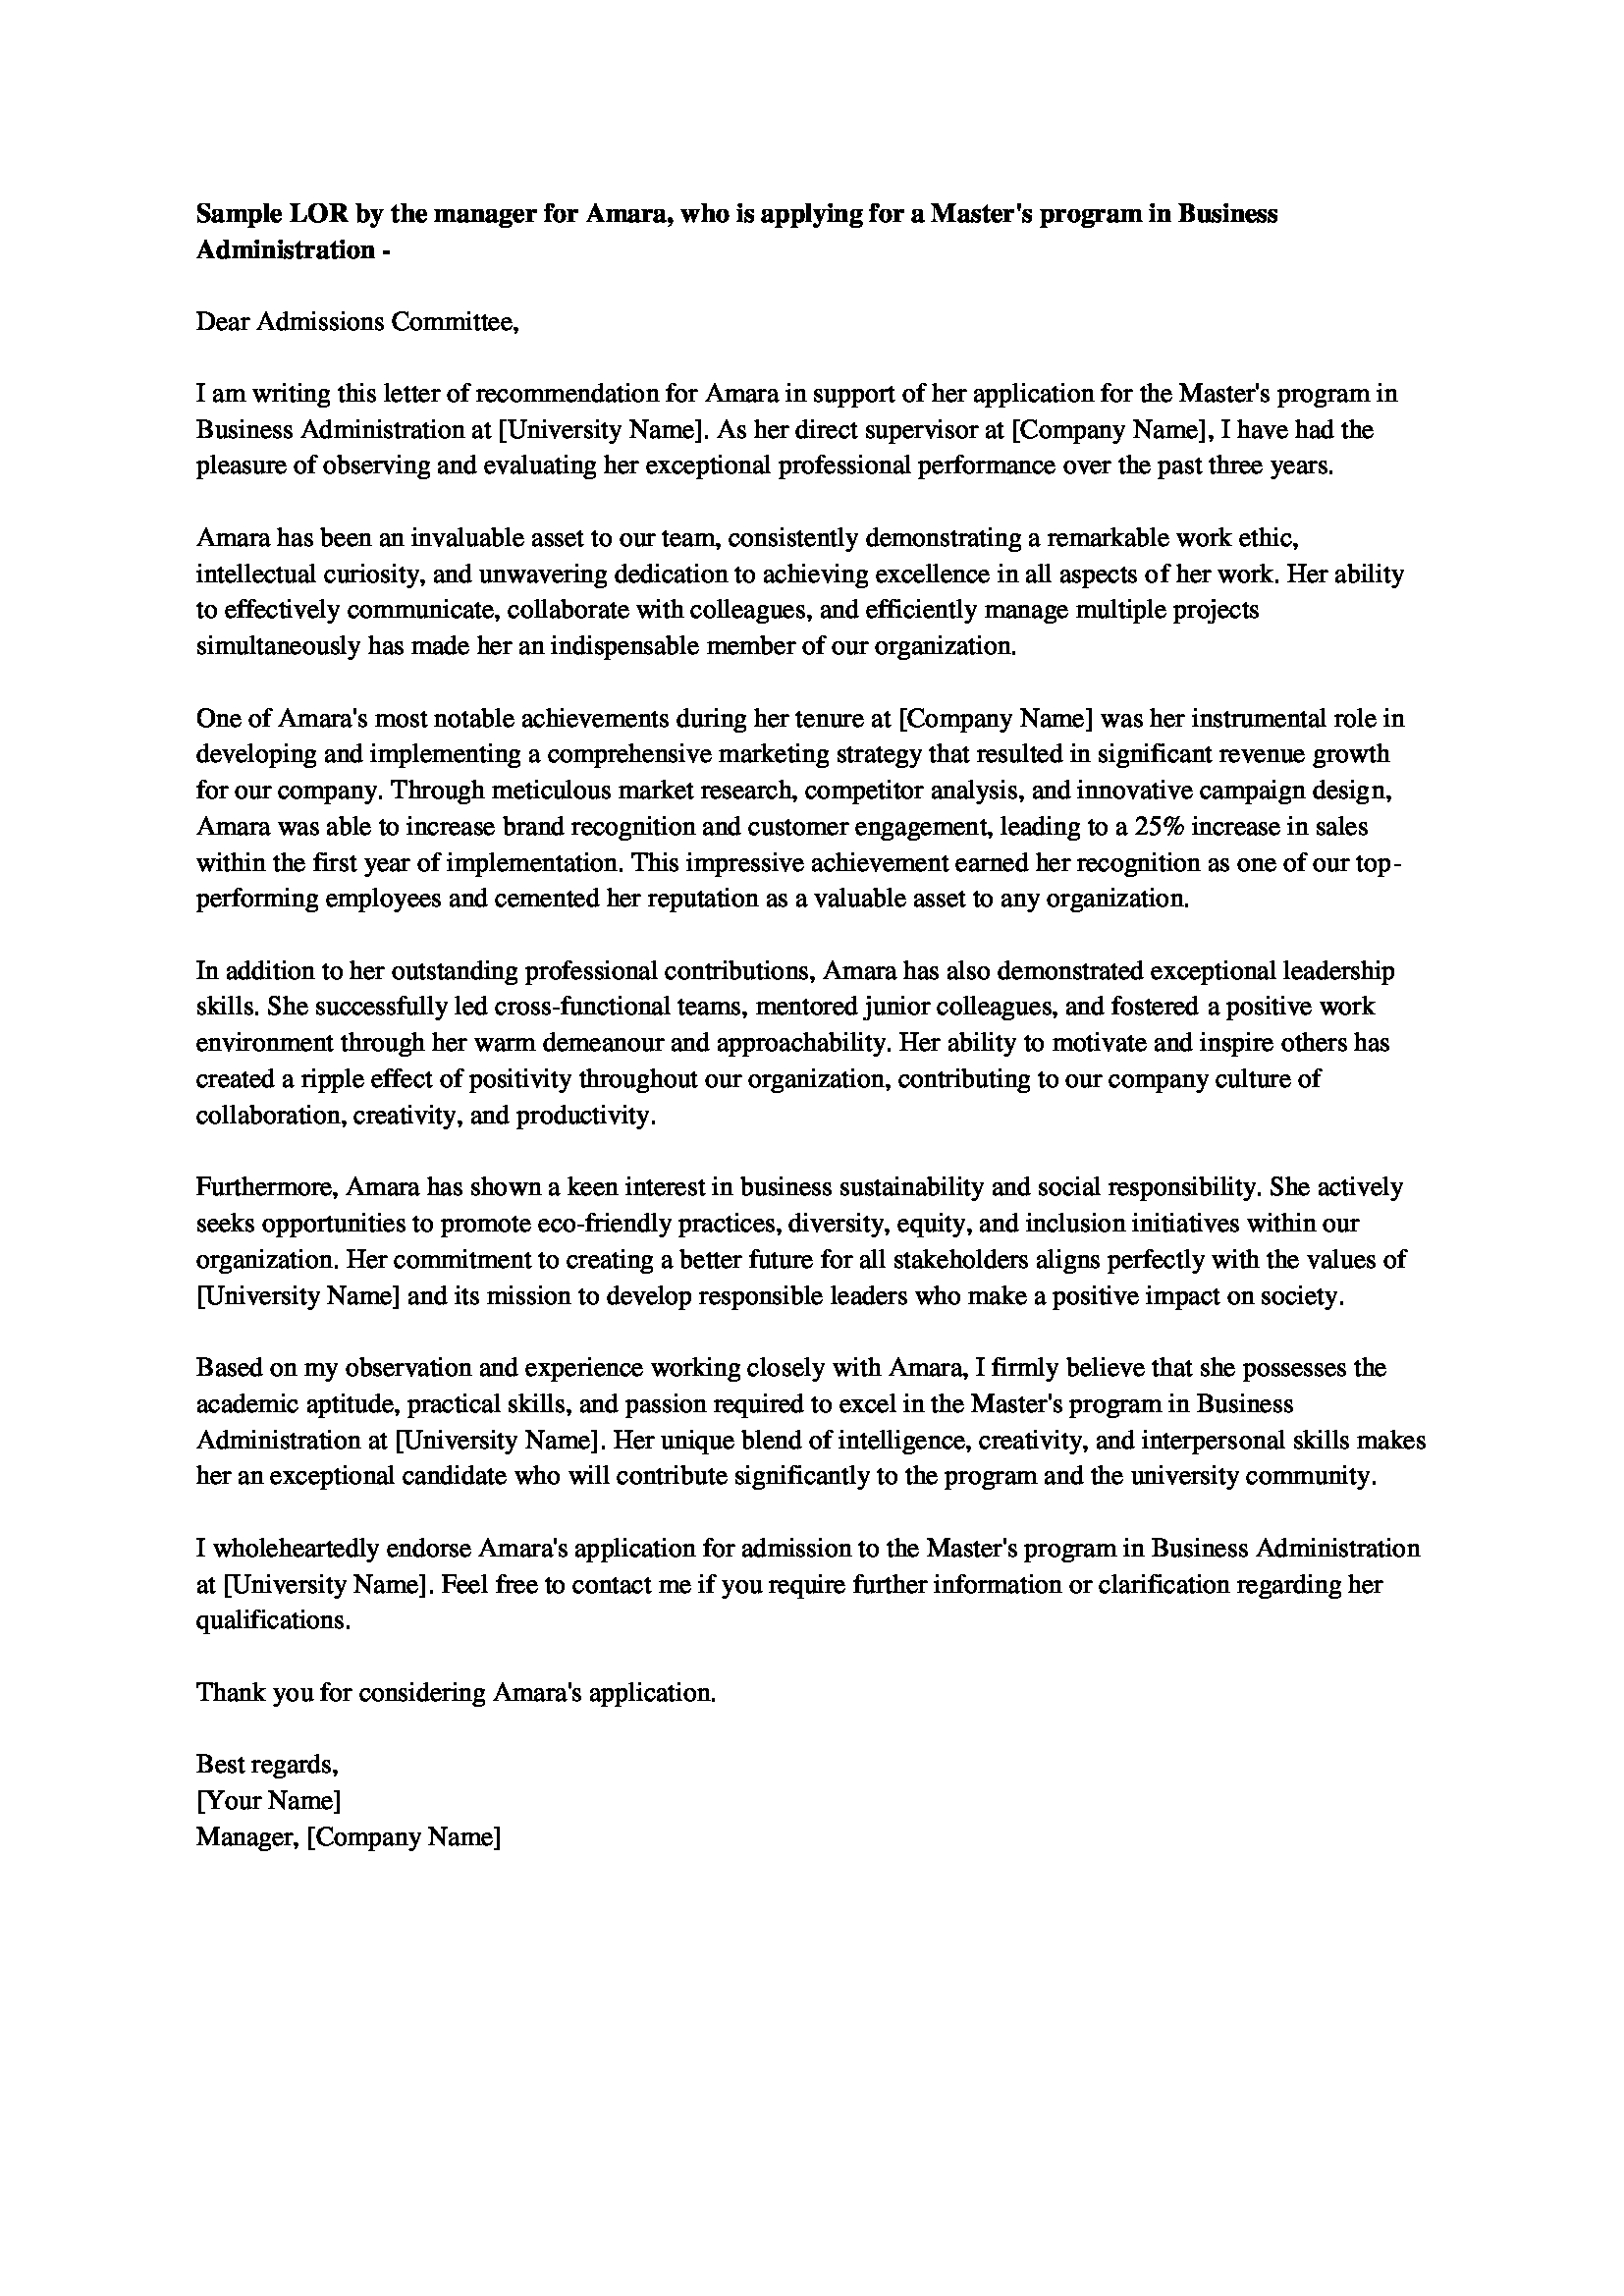 Sample LOR by the manager for Amara, who is applying for a Master's program in Business
Administration -
Dear Admissions Committee,
I am writing this letter of recommendation for Amara in support of her application for the Master's program in
Business Administration at [University Name]. As her direct supervisor at [Company Name], I have had the
pleasure of observing and evaluating her exceptional professional performance over the past three years.
Amara has been an invaluable asset to our team, consistently demonstrating a remarkable work ethic,
intellectual curiosity, and unwavering dedication to achieving excellence in all aspects of her work. Her ability
to effectively communicate, collaborate with colleagues, and efficiently manage multiple projects
simultaneously has made her an indispensable member of our organization.
One of Amara's most notable achievements during her tenure at [Company Name] was her instrumental role in
developing and implementing a comprehensive marketing strategy that resulted in significant revenue growth
for our company. Through meticulous market research, competitor analysis, and innovative campaign design,
Amara was able to increase brand recognition and customer engagement, leading to a 25% increase in sales
within the first year of implementation. This impressive achievement earned her recognition as one of our top-
performing employees and cemented her reputation as a valuable asset to any organization.
In addition to her outstanding professional contributions, Amara has also demonstrated exceptional leadership
skills. She successfully led cross-functional teams, mentored junior colleagues, and fostered a positive work
environment through her warm demeanour and approachability. Her ability to motivate and inspire others has
created a ripple effect of positivity throughout our organization, contributing to our company culture of
collaboration, creativity, and productivity.
Furthermore, Amara has shown a keen interest in business sustainability and social responsibility. She actively
seeks opportunities to promote eco-friendly practices, diversity, equity, and inclusion initiatives within our
organization. Her commitment to creating a better future for all stakeholders aligns perfectly with the values of
[University Name] and its mission to develop responsible leaders who make a positive impact on society.
Based on my observation and experience working closely with Amara, I firmly believe that she possesses the
academic aptitude, practical skills, and passion required to excel in the Master's program in Business
Administration at [University Name]. Her unique blend of intelligence, creativity, and interpersonal skills makes
her an exceptional candidate who will contribute significantly to the program and the university community.
I wholeheartedly endorse Amara's application for admission to the Master's program in Business Administration
at [University Name]. Feel free to contact me if you require further information or clarification regarding her
qualifications.
Thank you for considering Amara's application.
Best regards,
[Your Name]
Manager, [Company Name]